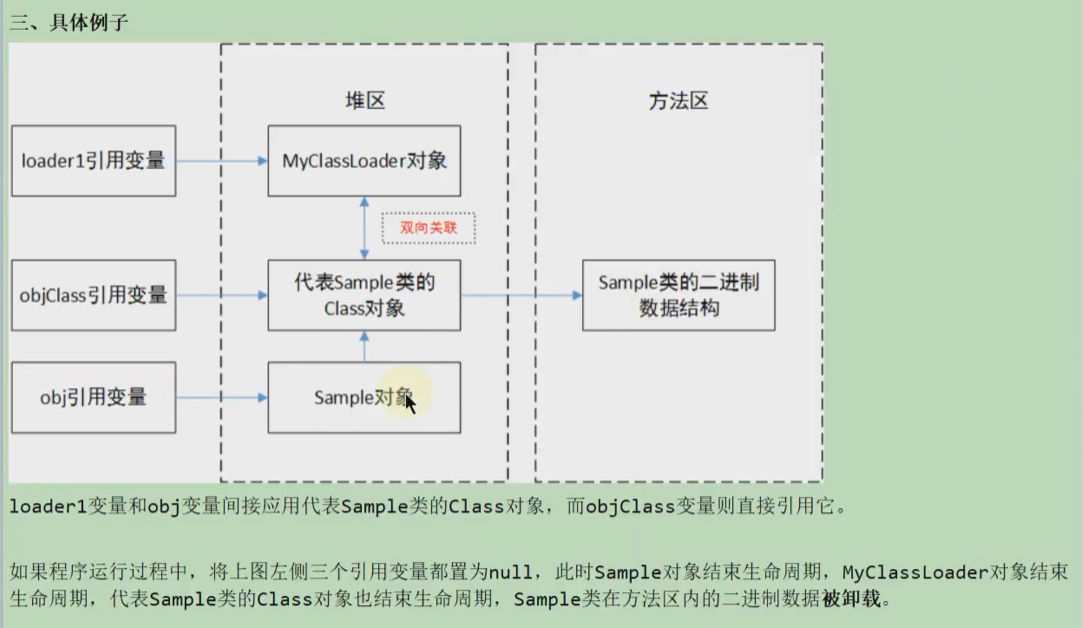 三、具体例子
堆区
方法区
loader1引用变量
MyClassLoader对象
双向关联
objClass引用变量
代表Sample类的
Class对象
Sample类的二进制
数据结构
obj引用变量
Sample对象
loader1变量和obj变量间接应用代表Sample类的Class对象，而objClass变量则直接引用它。
如果程序运行过程中，将上图左侧三个引用变量都置为null，此时Sample对象结束生命周期，MyClassLoader对象结束
生命周期，代表Sample类的Class对象也结束生命周期，Sample类在方法区内的二进制数据被卸载。